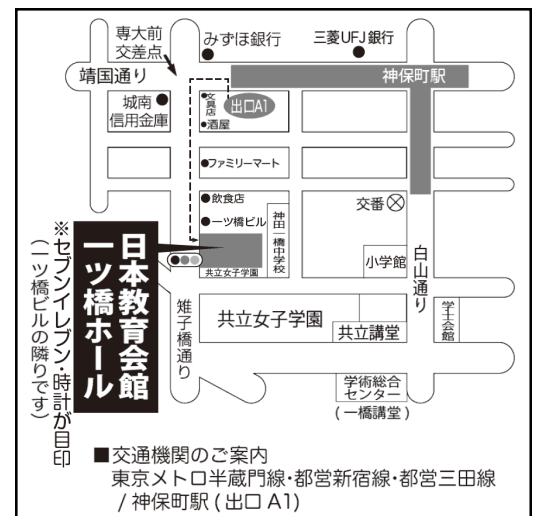 専大前
交差点
みずほ銀行
三菱UFJ銀行
靖国通り
神保町駅
城南
信用金庫
文具店
出口A1
酒屋
ファミリーマート
飲食店
一ツ橋ビル
神田一橋中学校
交番
共立女子学園
小学館
白山通り
日本教育会館
一ツ橋ホール
※セブンイレブン・時計が目印
(一ツ橋ビルの隣りです)
雉子橋通り
共立女子学園
共立講堂
学士会館
学術総合
センター
(一橋講堂)
■交通機関のご案内
東京メトロ半蔵門線・都営新宿線・都営三田線
/ 神保町駅 ( 出口 A1)